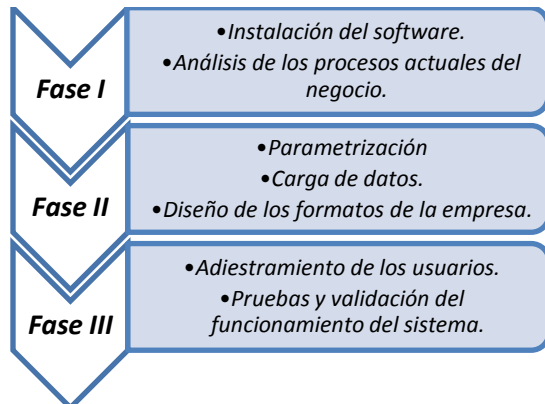 Fase I
•Instalación del software.
•Análisis de los procesos actuales del
negocio.
Fase II
•Parametrización
•Carga de datos.
•Diseño de los formatos de la empresa.
Fase III
•Adiestramiento de los usuarios.
•Pruebas y validación del
funcionamiento del sistema.